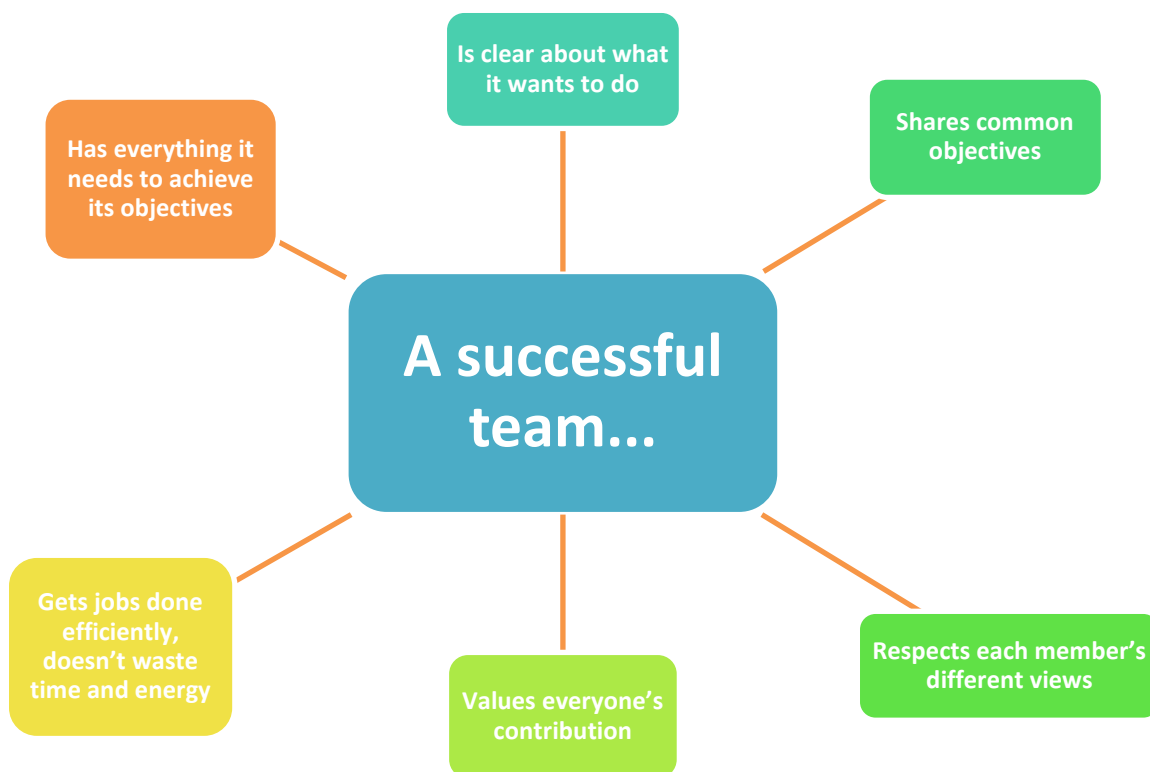 Is clear about what
it wants to do
Shares common
objectives
Has everything it
needs to achieve
its objectives
A successful
team...
Gets jobs done
efficiently,
doesn’t waste
time and energy
Values everyone’s
contribution
Respects each member’s
different views